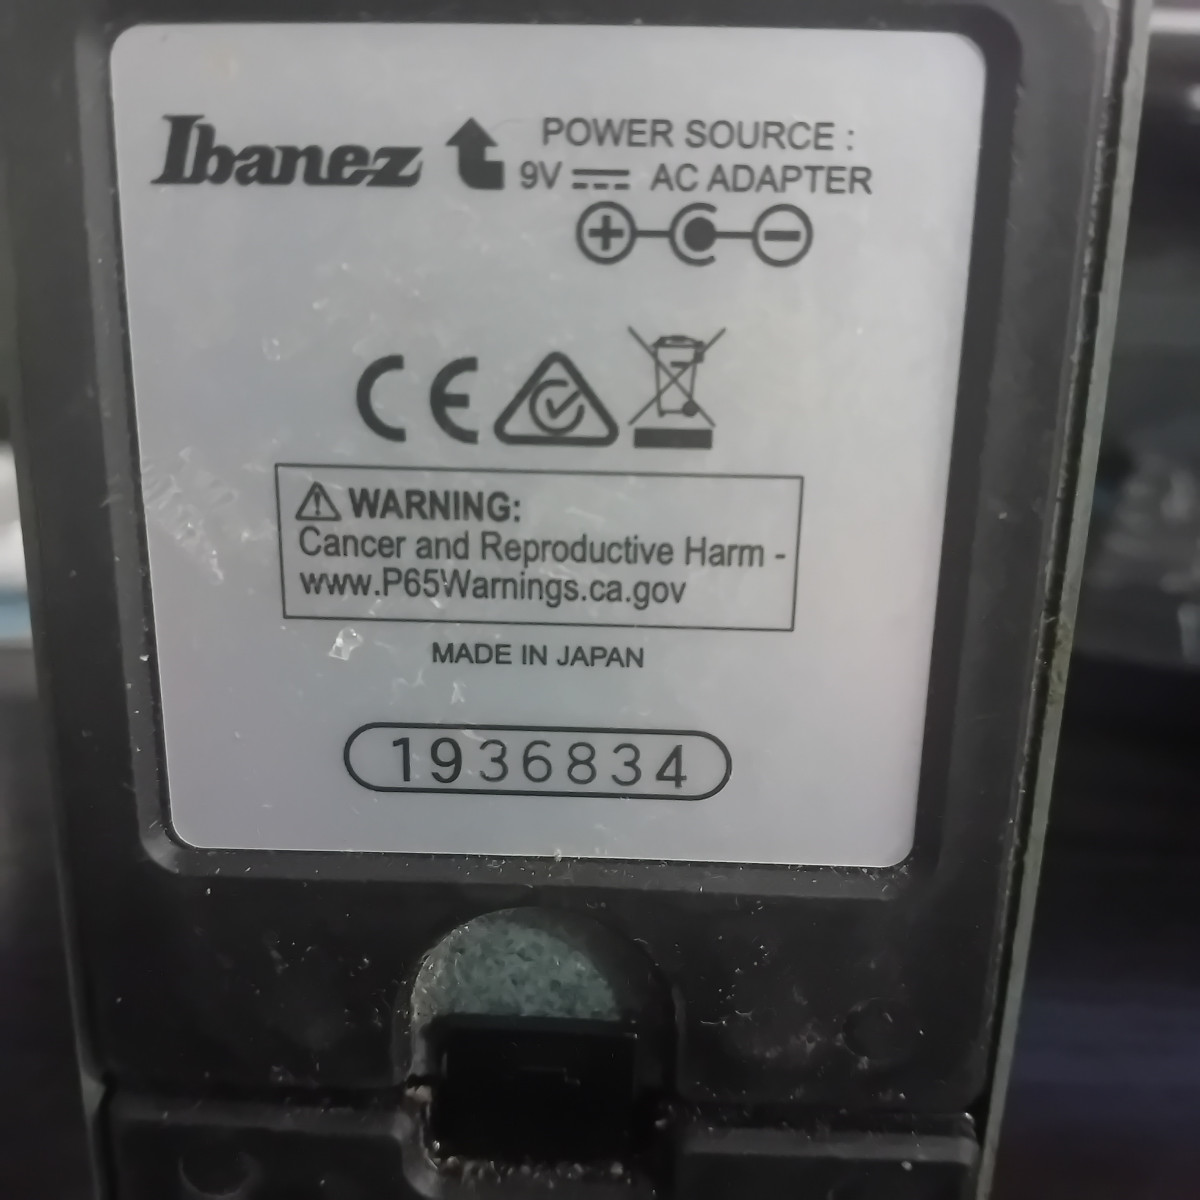 Ibanez
POWER SOURCE :
9V ⎓ AC ADAPTER
CE
WARNING:
Cancer and Reproductive Harm -
www.P65Warnings.ca.gov
MADE IN JAPAN
1936834